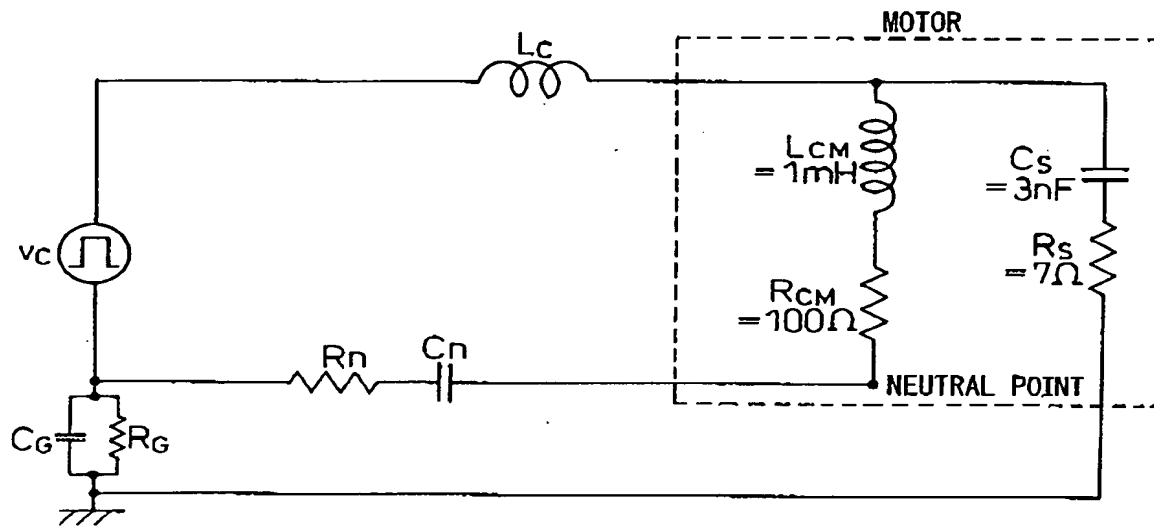 MOTOR
LC
LCM
=1mH
CS
=3nF
vc
RS
=7Ω
RCM
=100Ω
Rn
Cn
NEUTRAL POINT
CG
RG